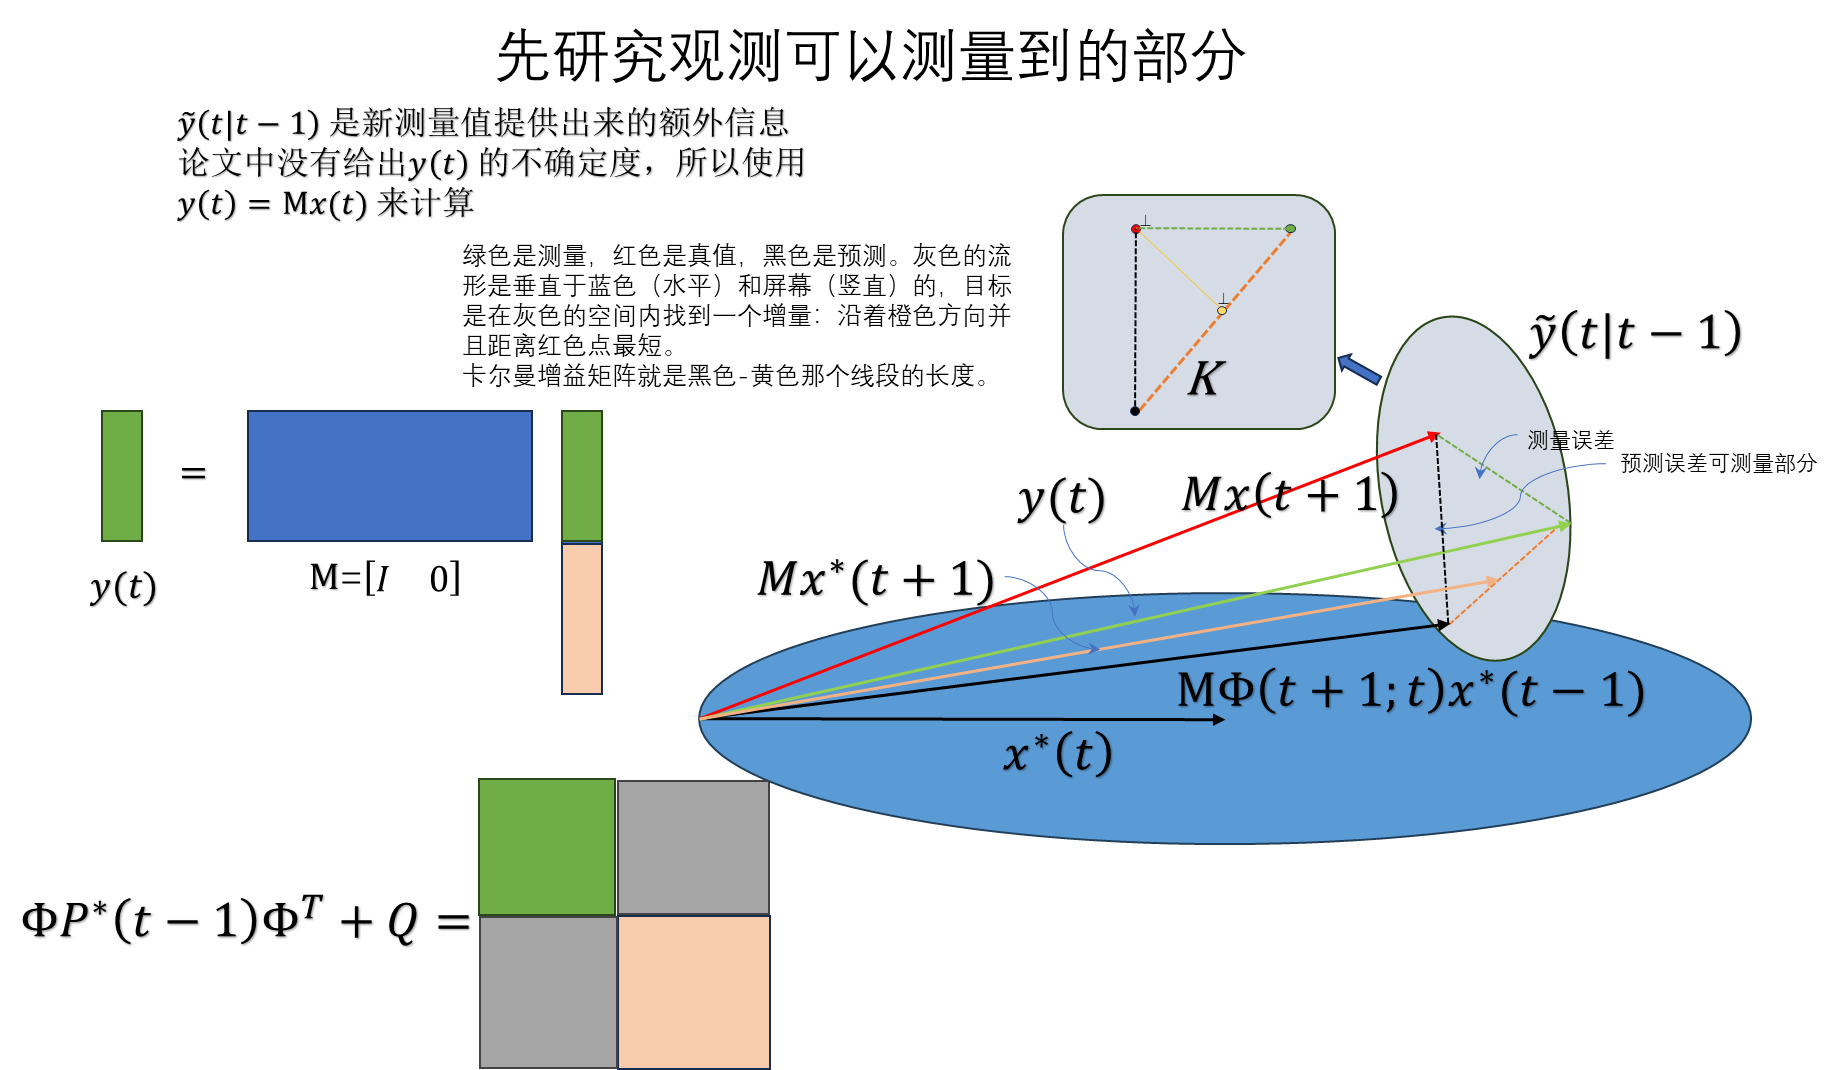 先研究观测可以测量到的部分
ỹ(t|t − 1) 是新测量值提供出来的额外信息
论文中没有给出y(t) 的不确定度，所以使用
y(t) = Mx(t) 来计算
绿色是测量，红色是真值，黑色是预测。灰色的流
形是垂直于蓝色（水平）和屏幕（竖直）的，目标
是在灰色的空间内找到一个增量：沿着橙色方向并
且距离红色点最短。
卡尔曼增益矩阵就是黑色-黄色那个线段的长度。
⊥
⊥
K
ỹ(t|t − 1)
测量误差
预测误差可测量部分
y(t)
Mx(t + 1)
Mx*(t + 1)
=
y(t)
M=[I 0]
MΦ(t + 1; t)x*(t − 1)
x*(t)
ΦP*(t − 1)Φᵀ + Q =